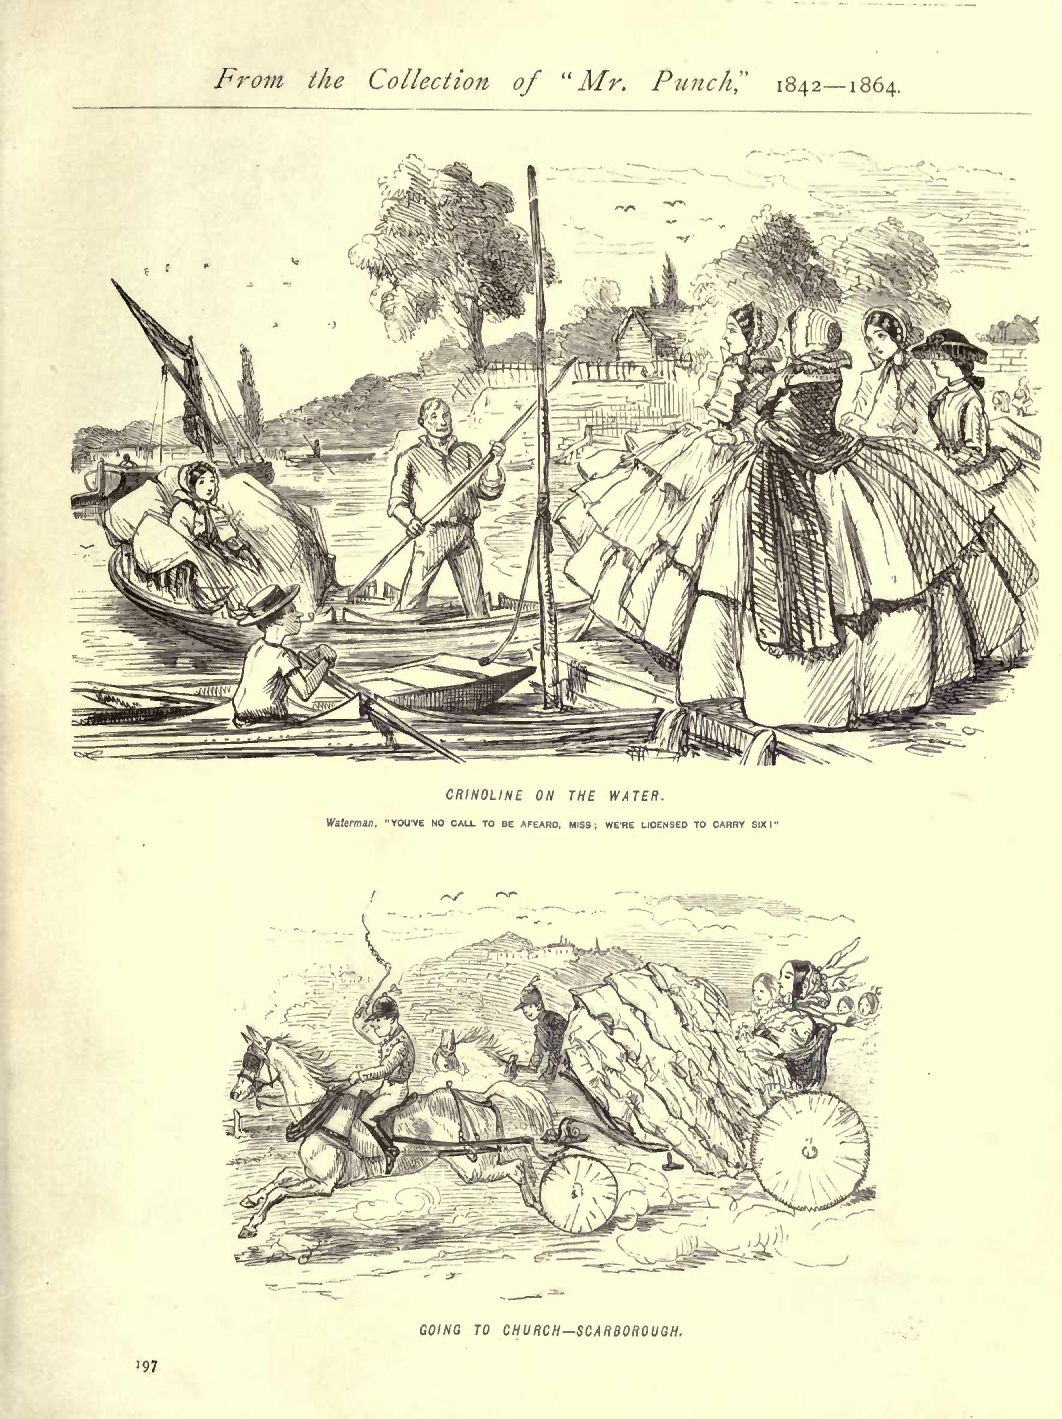 From the Collection of "Mr. Punch," 1842—1864.
CRINOLINE ON THE WATER.
Waterman. "YOU'VE NO CALL TO BE AFEARD, MISS; WE'RE LICENSED TO CARRY SIX!"
GOING TO CHURCH—SCARBOROUGH.
197